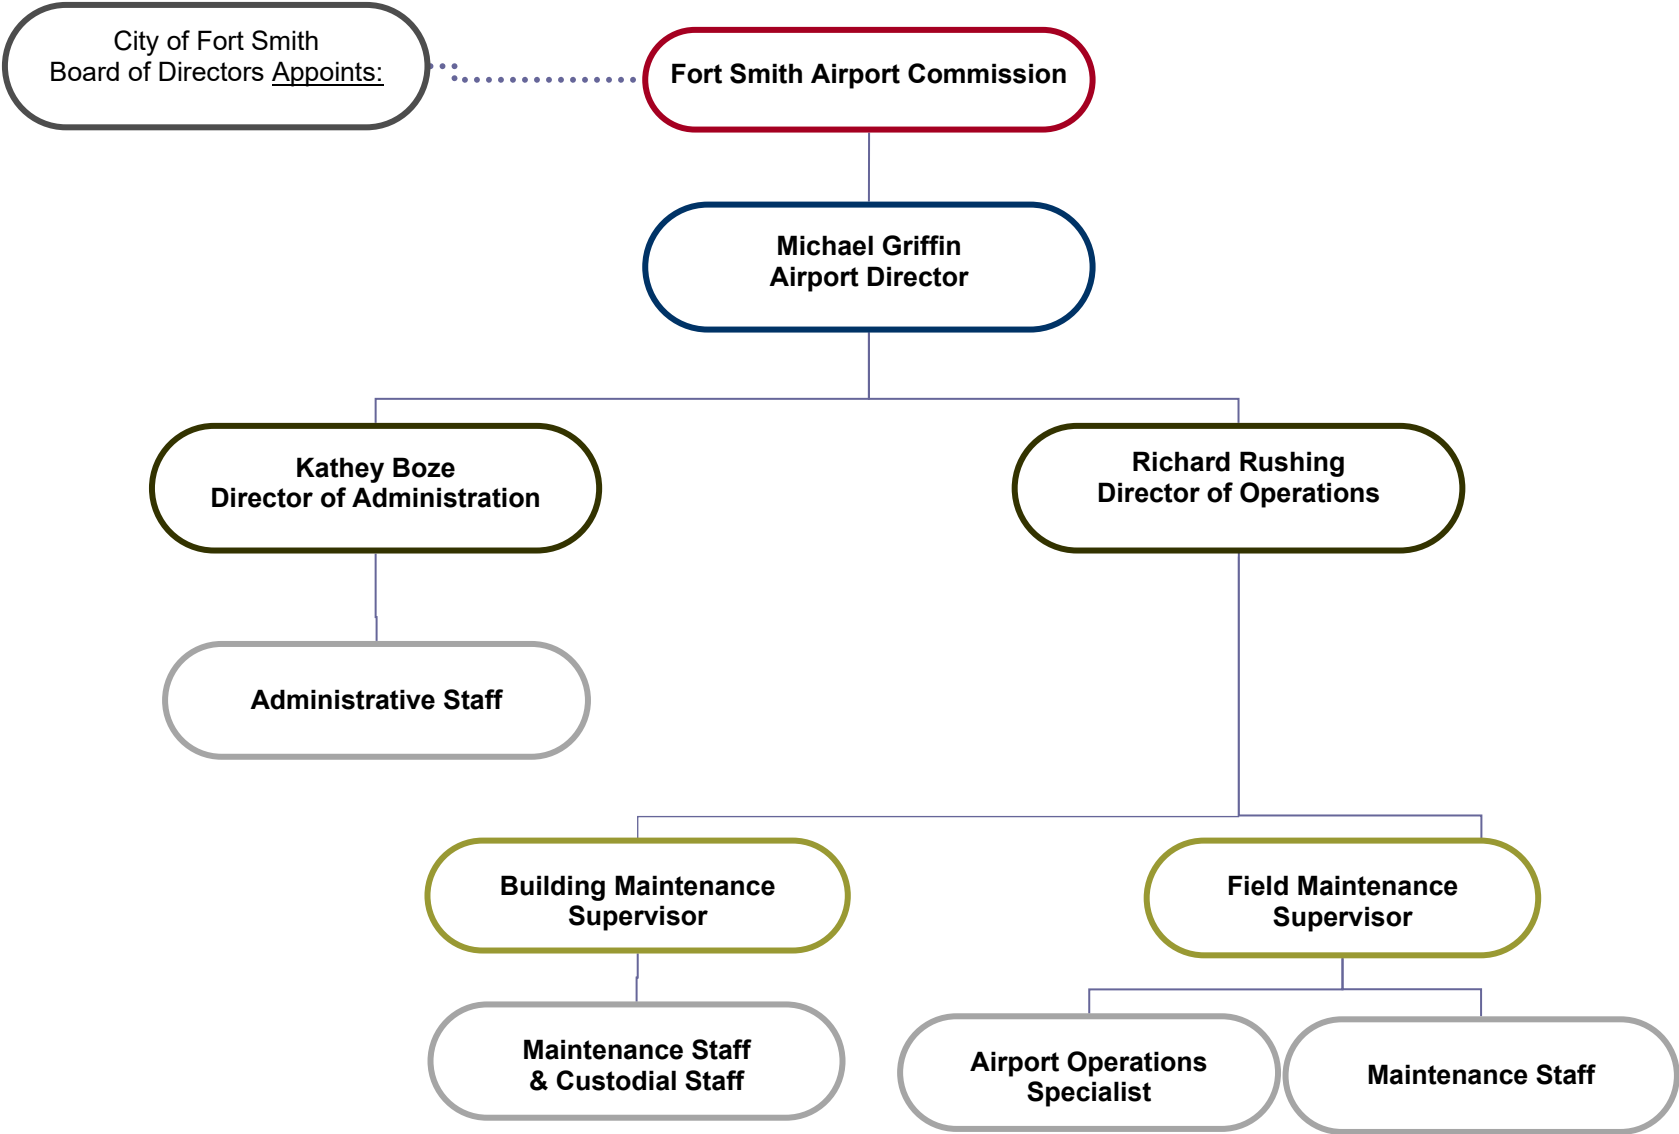 City of Fort Smith
Board of Directors Appoints:
Fort Smith Airport Commission
Michael Griffin
Airport Director
Kathey Boze
Director of Administration
Richard Rushing
Director of Operations
Administrative Staff
Building Maintenance
Supervisor
Field Maintenance
Supervisor
Maintenance Staff
& Custodial Staff
Airport Operations
Specialist
Maintenance Staff